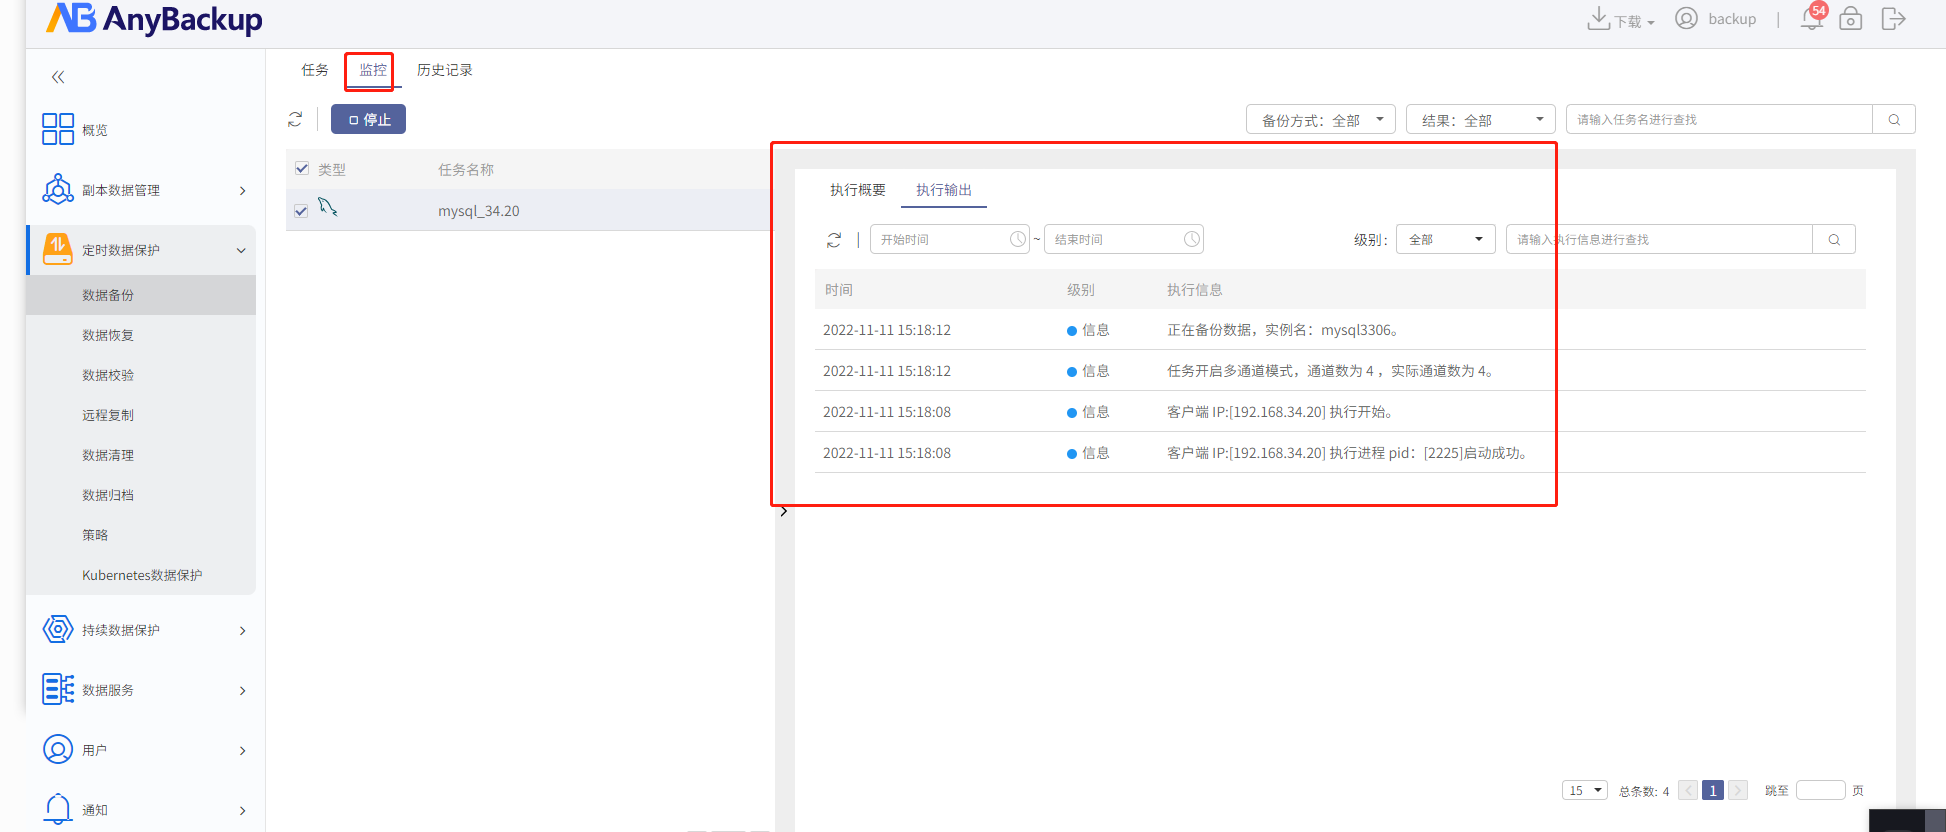 AnyBackup
下载
backup
54
任务 监控 历史记录
停止
备份方式：全部 结果：全部 请输入任务名进行查找
概览
副本数据管理
定时数据保护
数据备份
数据恢复
数据校验
远程复制
数据清理
数据归档
策略
Kubernetes数据保护
持续数据保护
数据服务
用户
通知
类型 任务名称
mysql_34.20
执行概要 执行输出
开始时间 ~ 结束时间 级别： 全部 请输入执行信息进行查找
时间 级别 执行信息
2022-11-11 15:18:12 信息 正在备份数据，实例名：mysql3306。
2022-11-11 15:18:12 信息 任务开启多通道模式，通道数为 4 ，实际通道数为 4。
2022-11-11 15:18:08 信息 客户端 IP:[192.168.34.20] 执行开始。
2022-11-11 15:18:08 信息 客户端 IP:[192.168.34.20] 执行进程 pid：[2225]启动成功。
15 总条数: 4 1 跳至 页